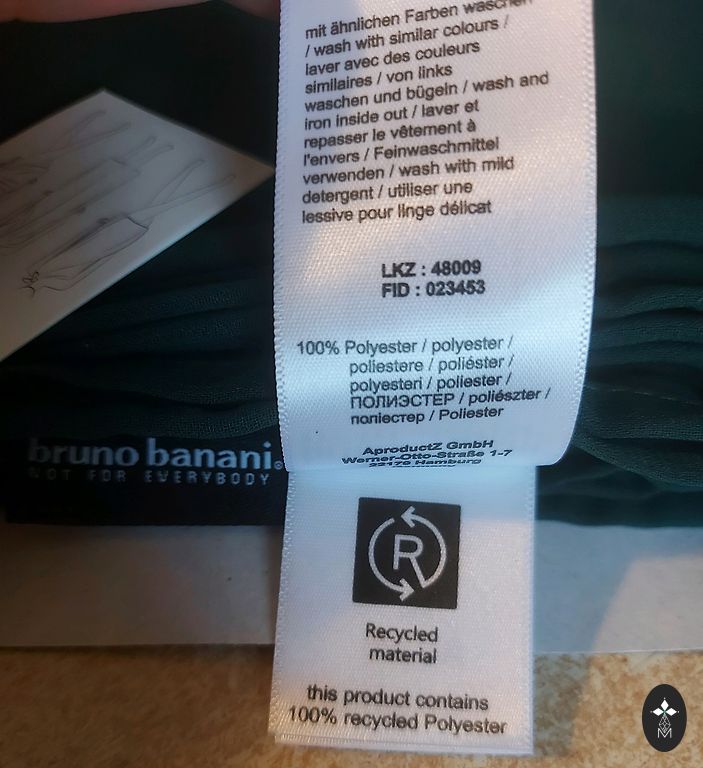 mit ähnlichen Farben waschen
/ wash with similar colours /
laver avec des couleurs
similaires / von links
waschen und bügeln / wash and
iron inside out / laver et
repasser le vêtement à
l'envers / Feinwaschmittel
verwenden / wash with mild
detergent / utiliser une
lessive pour linge délicat
LKZ : 48009
FID : 023453
100% Polyester / polyester /
poliestere / poliéster /
polyesteri / poliester /
ПОЛИЭСТЕР / poliészter /
поліестер / Poliester
AproductZ GmbH
Werner-Otto-Straße 1-7
22179 Hamburg
bruno banani®
NOT FOR EVERYBODY
R
Recycled
material
this product contains
100% recycled Polyester
M